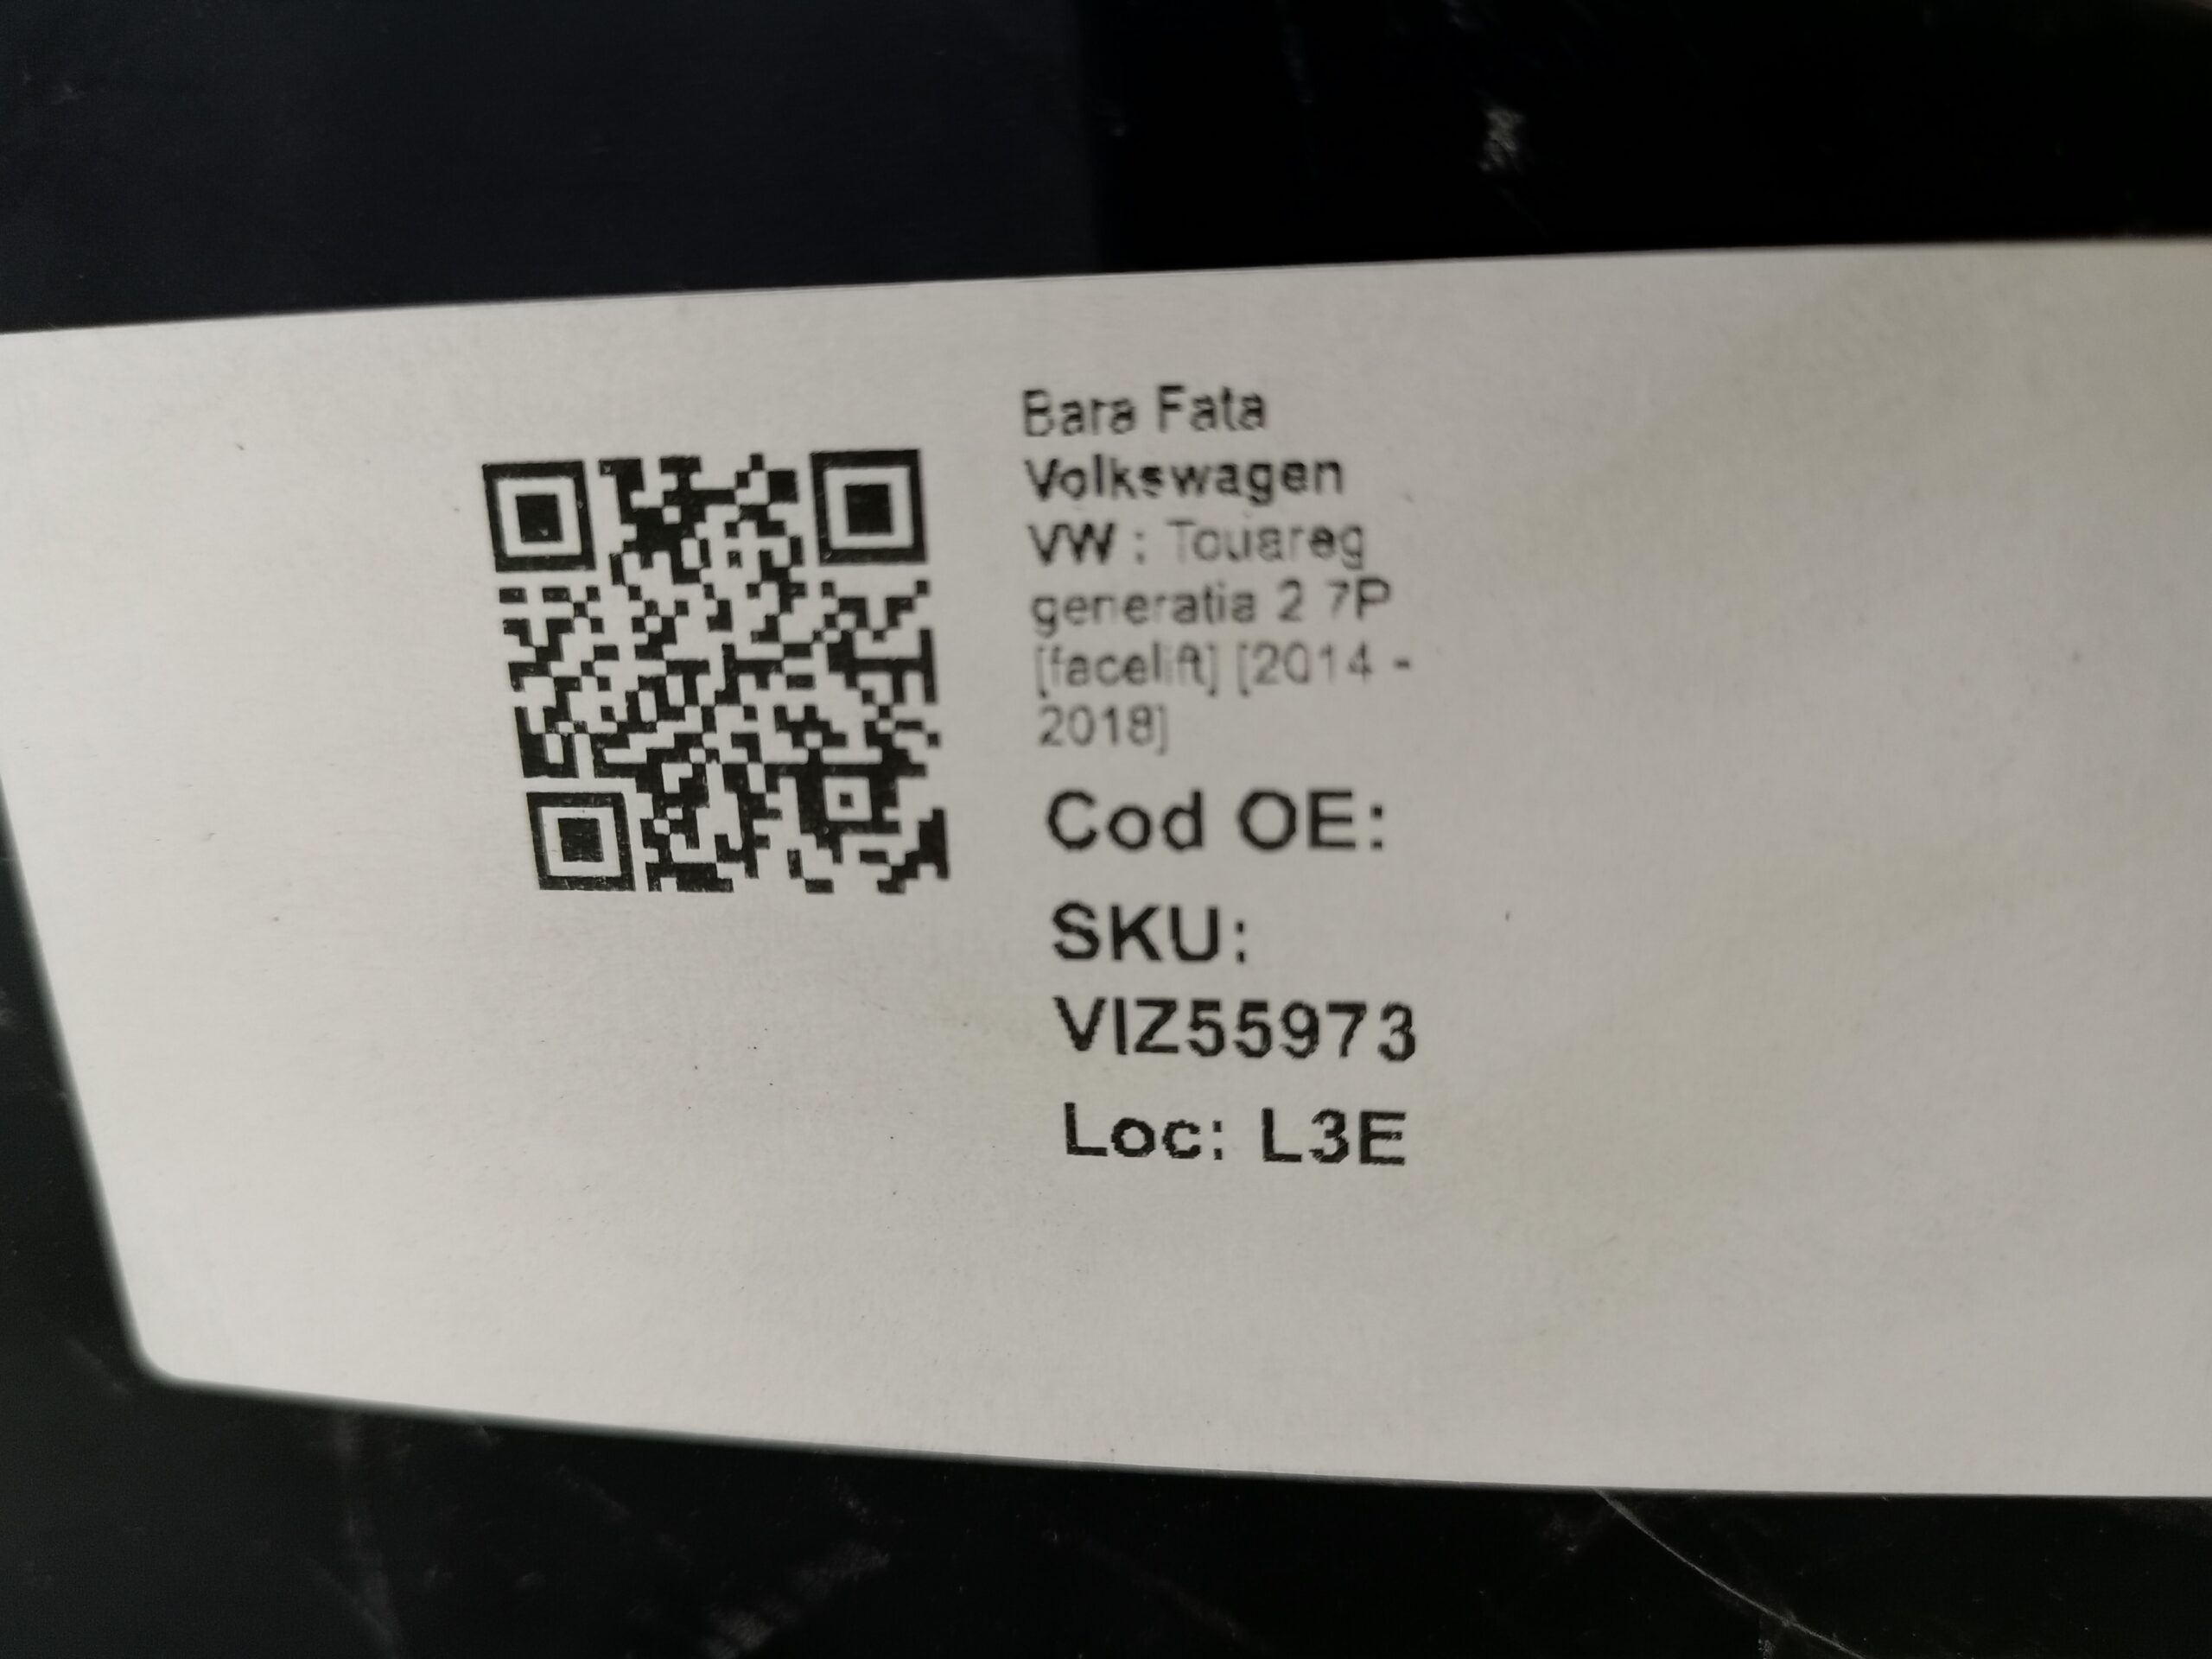 Bara Fata
Volkswagen
VW : Touareg
generatia 2 7P
[facelift] [2014 -
2018]
Cod OE:
SKU:
VIZ55973
Loc: L3E